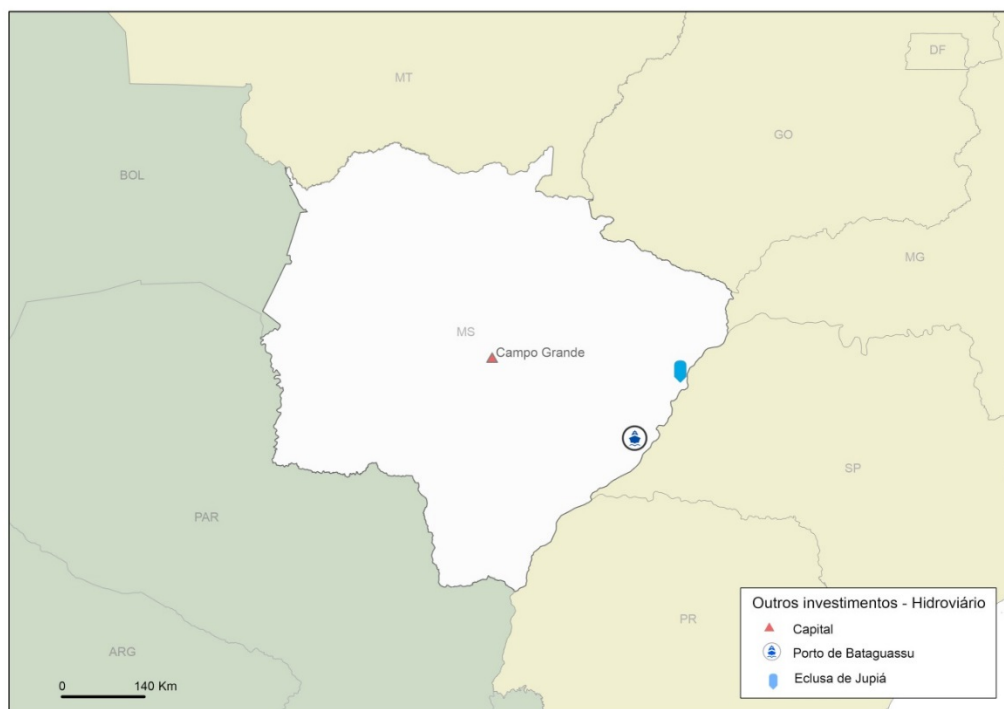 DF
MT
GO
BOL
MG
MS
Campo Grande
SP
PAR
Outros investimentos - Hidroviário
Capital
PR
Porto de Bataguassu
ARG
Eclusa de Jupiá
0 140 Km